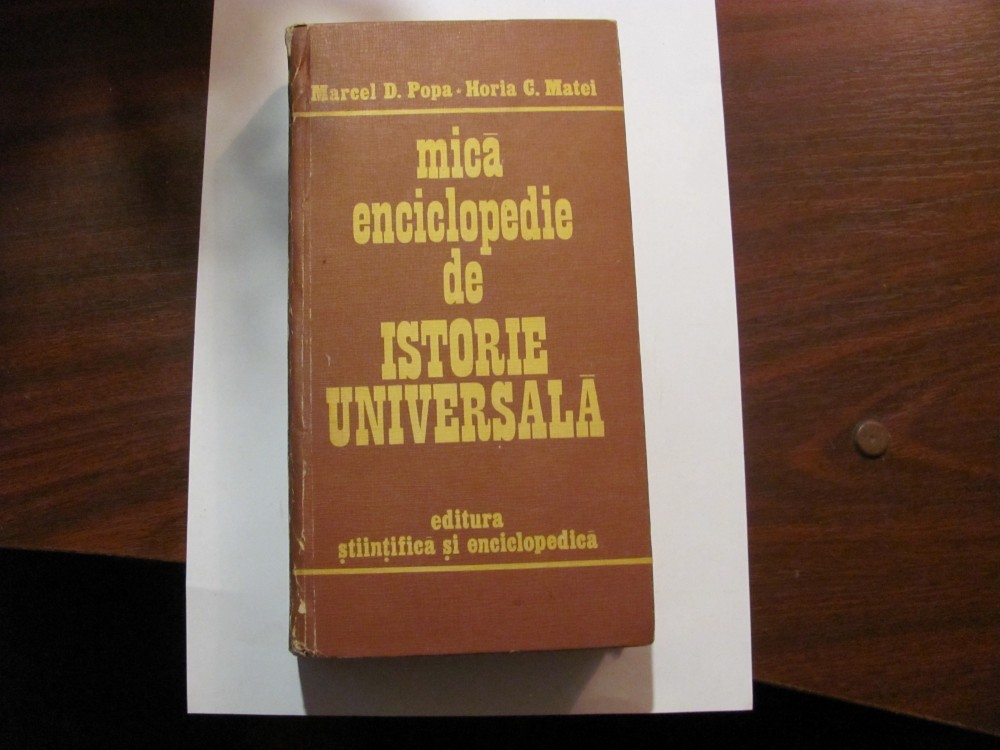 Marcel D. Popa • Horia C. Matei
mică
enciclopedie
de
ISTORIE
UNIVERSALĂ
editura
științifică și enciclopedică